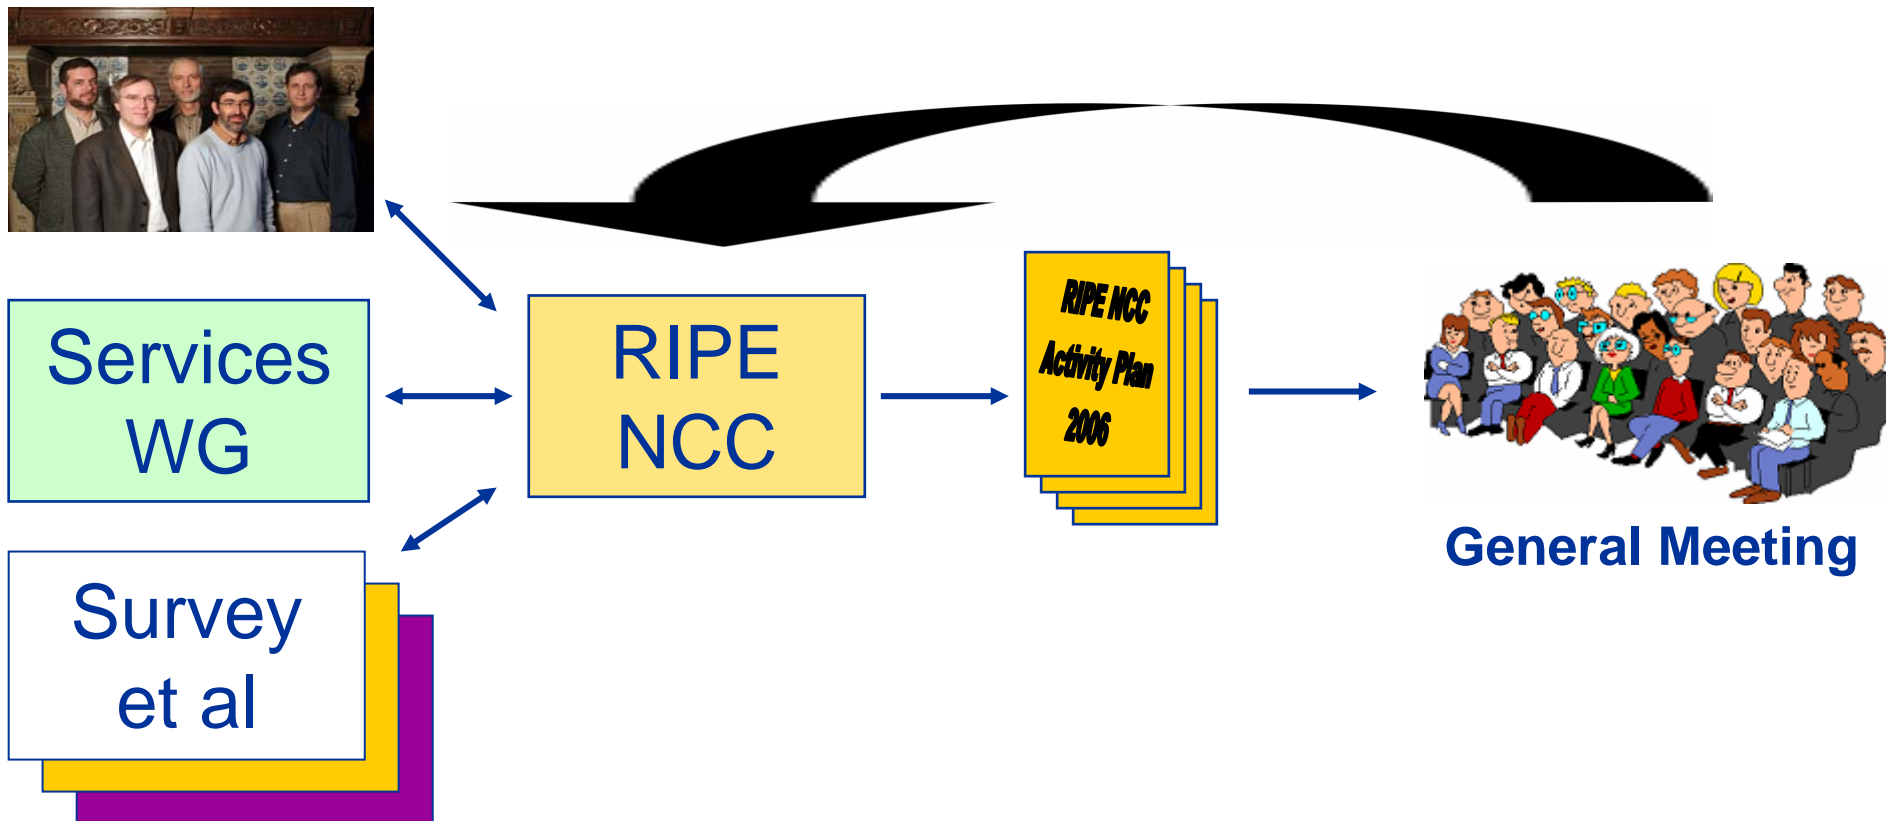 Services
WG
RIPE
NCC
RIPE NCC
Activity Plan
2006
General Meeting
Survey
et al